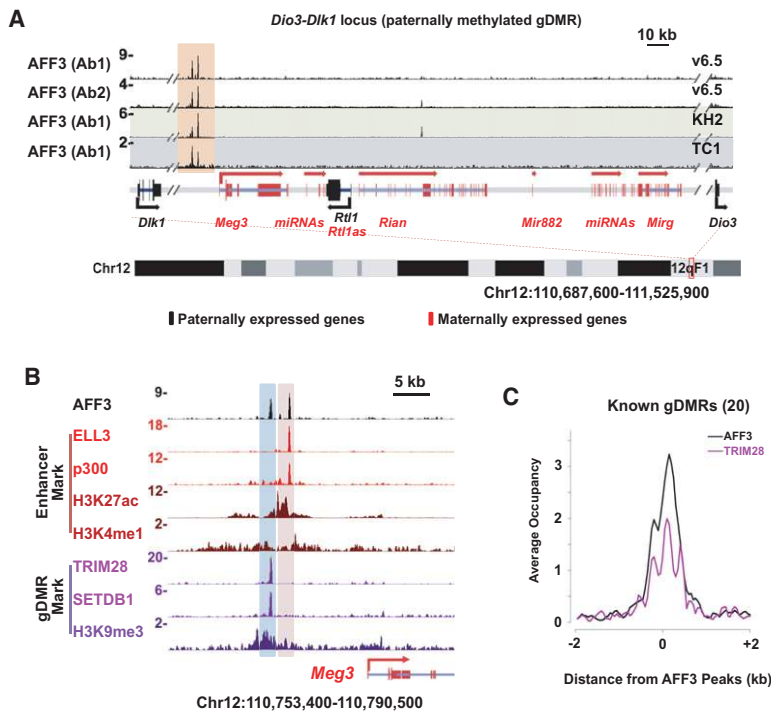 A
Dio3-Dlk1 locus (paternally methylated gDMR)
10 kb
AFF3 (Ab1) 9- v6.5
AFF3 (Ab2) 4- v6.5
AFF3 (Ab1) 6- KH2
AFF3 (Ab1) 2- TC1
Dlk1 Meg3 miRNAs Rtl1 Rian Mir882 miRNAs Mirg Dio3
Rtl1as
Chr12 12qF1
Chr12:110,687,600-111,525,900
Paternally expressed genes Maternally expressed genes
B
5 kb
AFF3 9-
Enhancer Mark
ELL3 18-
p300 12-
H3K27ac 12-
H3K4me1 2-
gDMR Mark
TRIM28 20-
SETDB1 6-
H3K9me3 2-
Meg3
Chr12:110,753,400-110,790,500
C
Known gDMRs (20)
AFF3
TRIM28
Average Occupancy
3
2
1
0
-2 0 +2
Distance from AFF3 Peaks (kb)